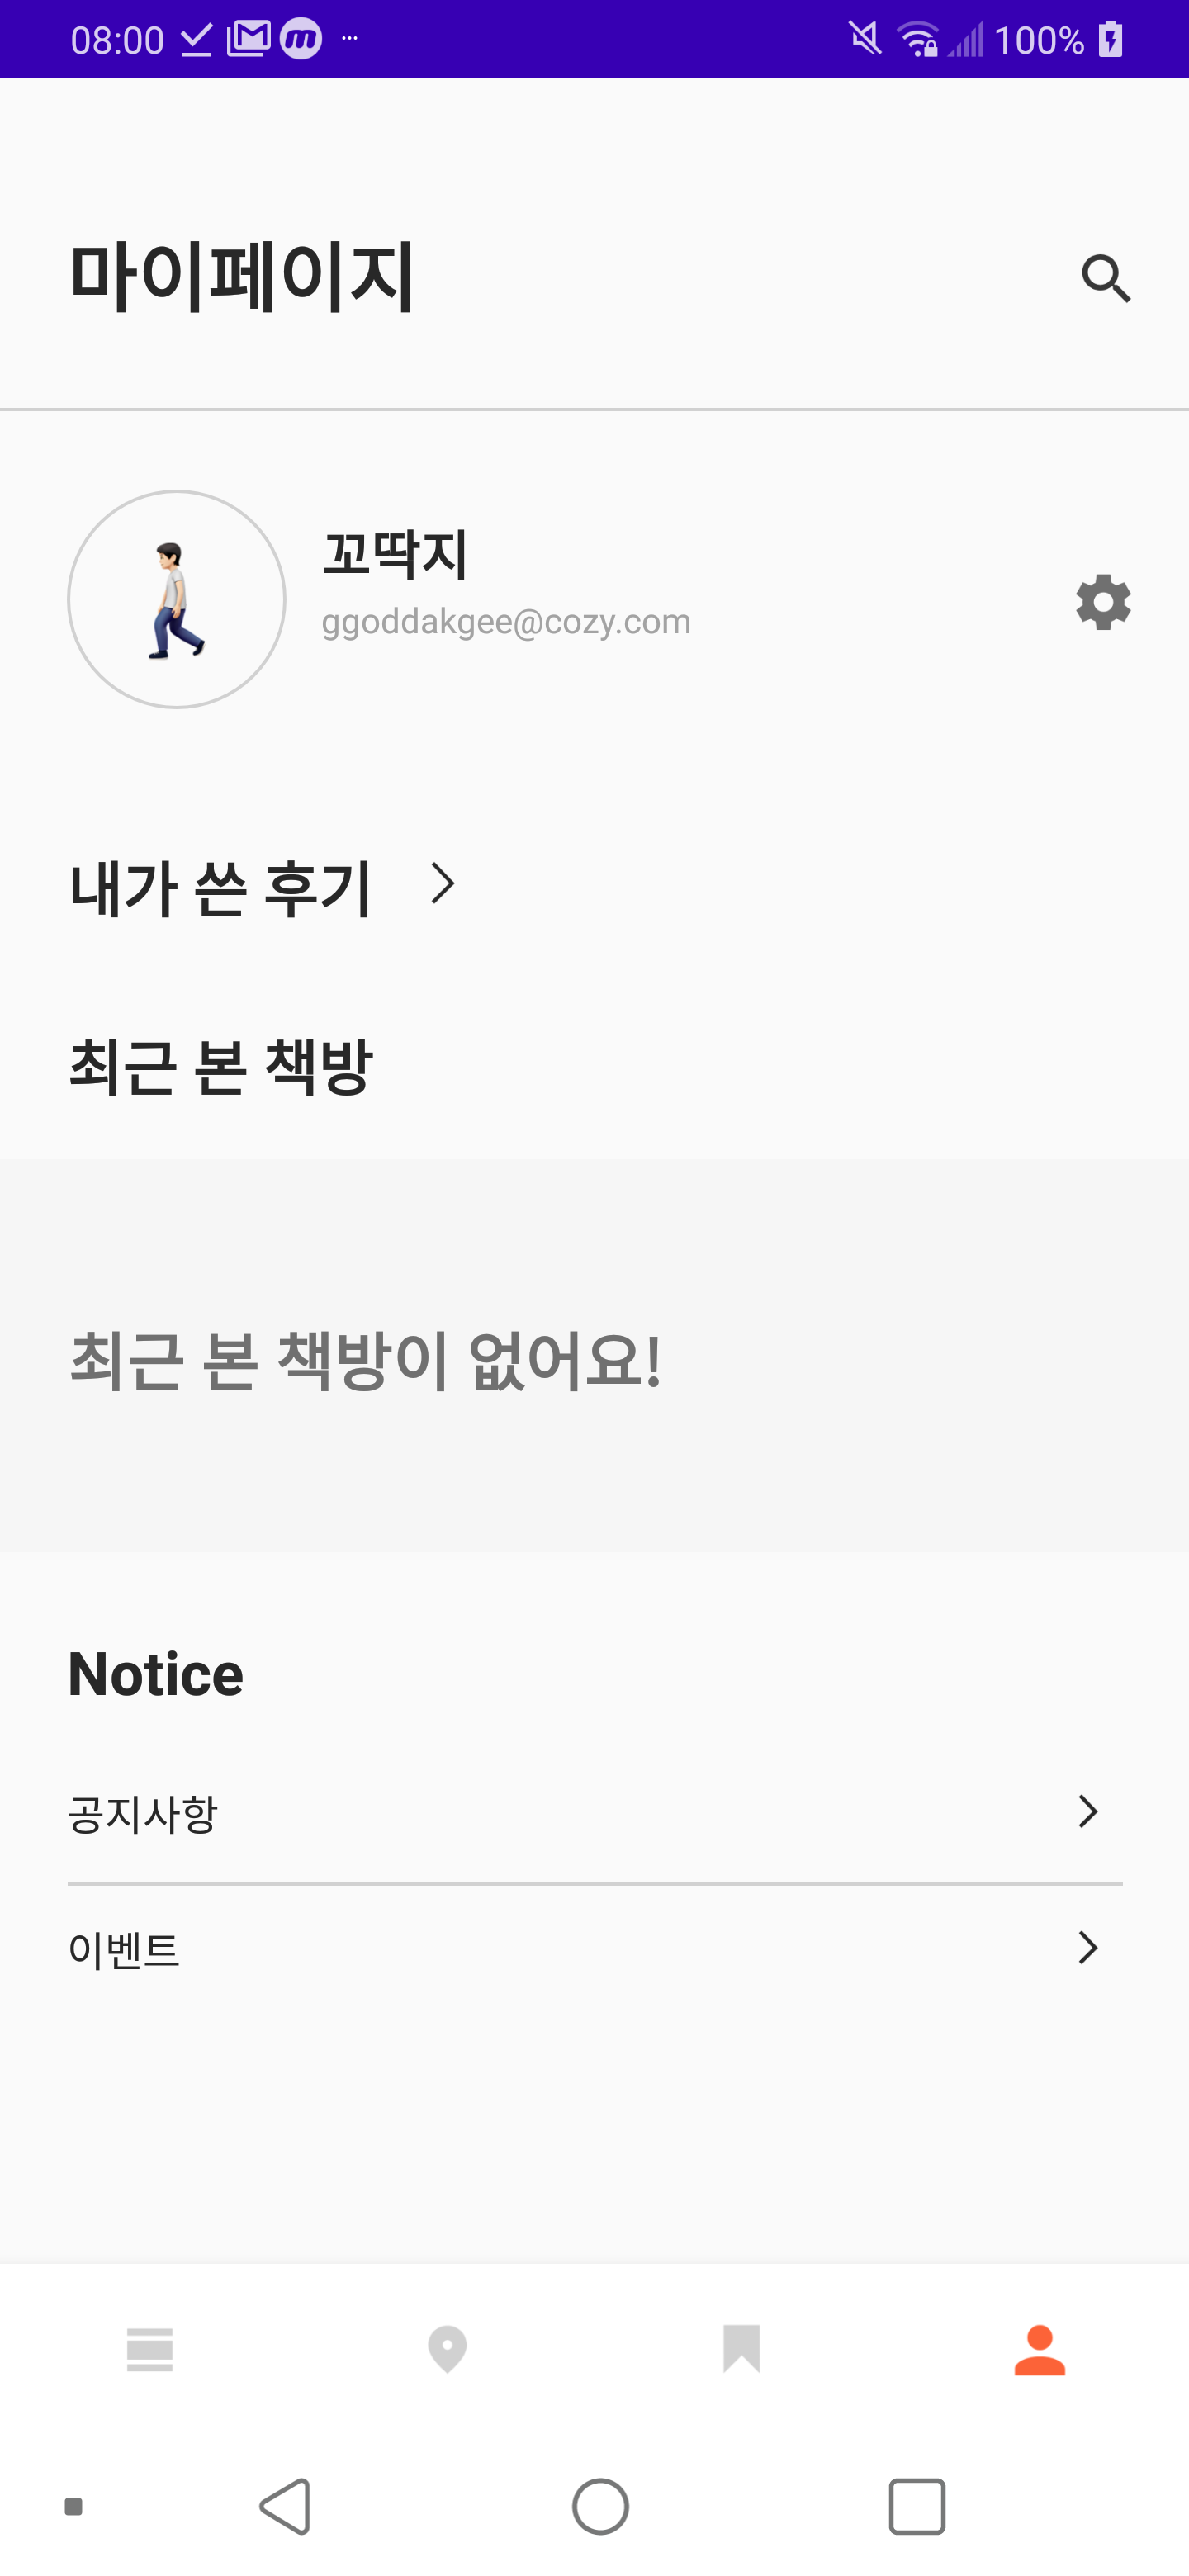 08:00
100%
마이페이지
꼬딱지
ggoddakgee@cozy.com
내가 쓴 후기
최근 본 책방
최근 본 책방이 없어요!
Notice
공지사항
이벤트